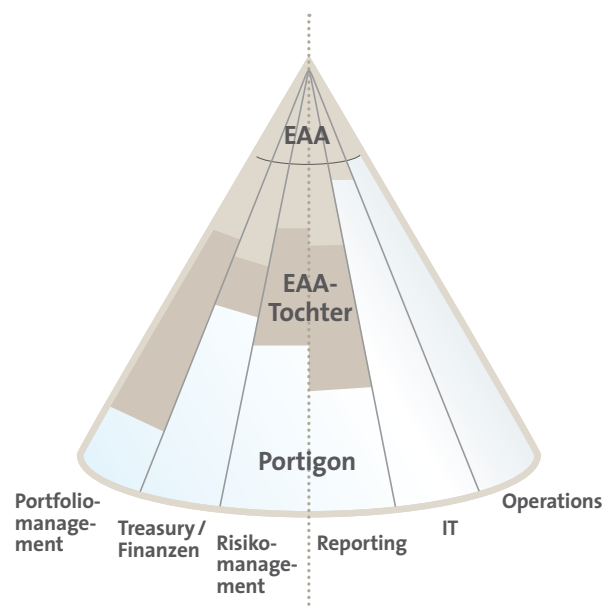 EAA
EAA-
Tochter
Portigon
Portfolio-
manage-
ment
Treasury/
Finanzen
Risiko-
manage-
ment
Reporting
IT
Operations